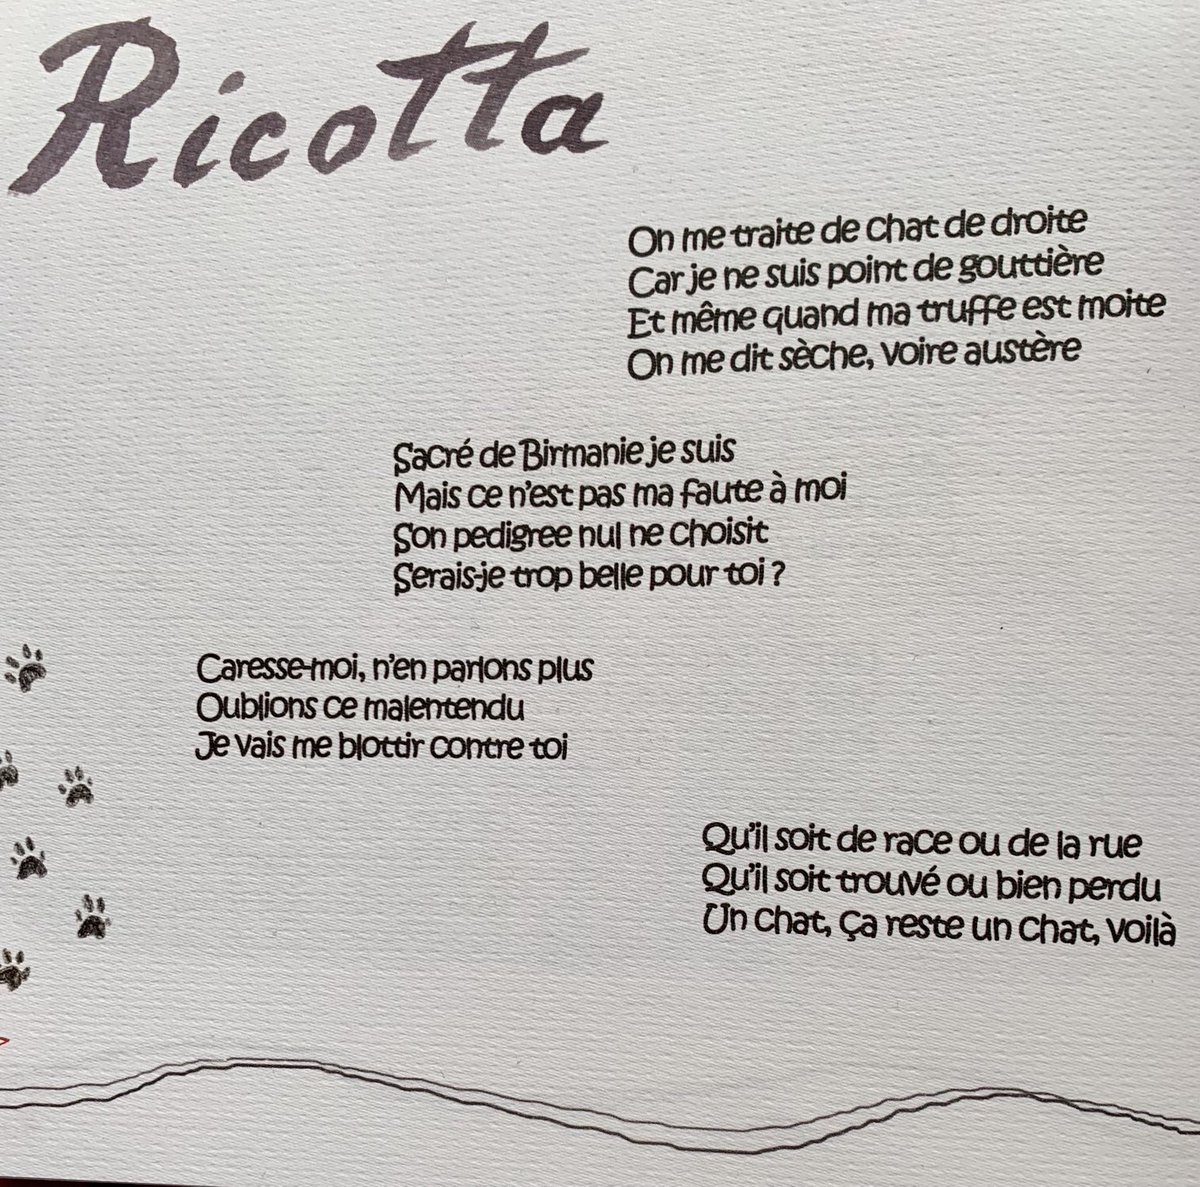 Ricotta
On me traite de chat de droite
Car je ne suis point de gouttière
Et même quand ma truffe est moite
On me dit sèche, voire austère
Sacré de Birmanie je suis
Mais ce n'est pas ma faute à moi
Son pedigree nul ne choisit
Serais-je trop belle pour toi ?
Caresse-moi, n'en parlons plus
Oublions ce malentendu
Je vais me blottir contre toi
Qu'il soit de race ou de la rue
Qu'il soit trouvé ou bien perdu
Un chat, ça reste un chat, voilà